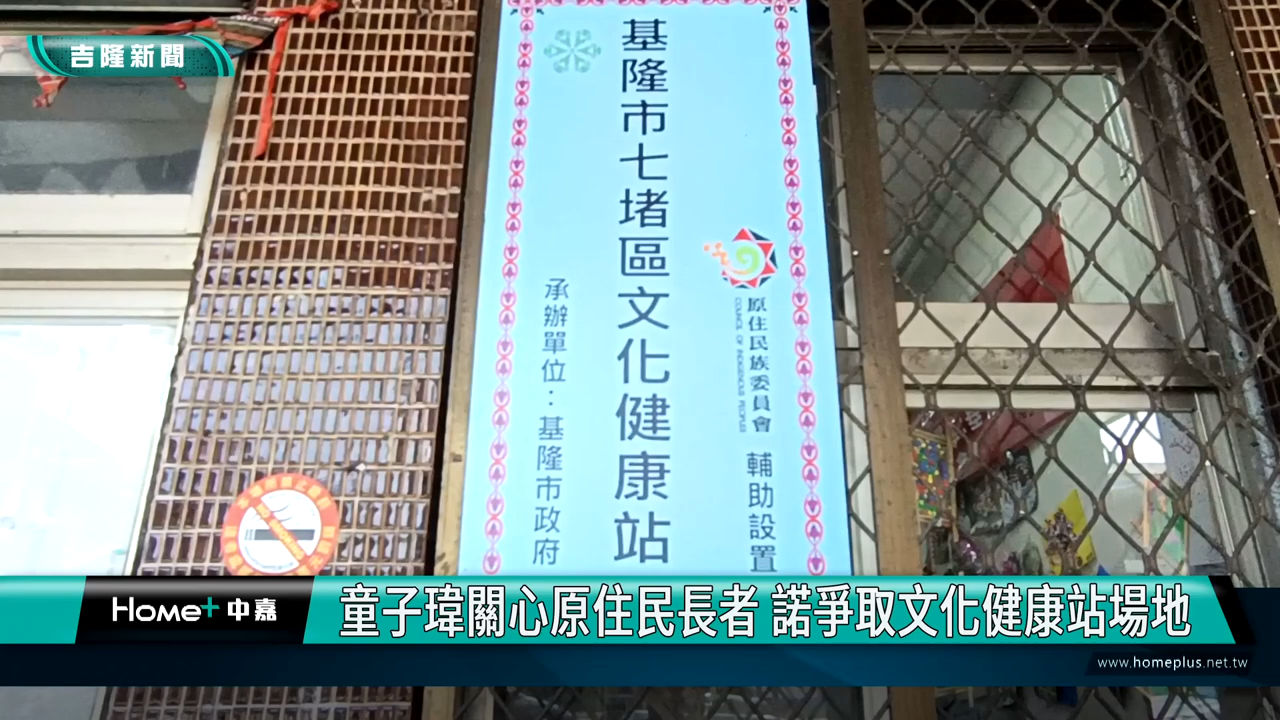 吉隆新聞
原住民族委員會
COUNCIL OF INDIGENOUS PEOPLES
輔助設置
基隆市七堵區文化健康站
承辦單位：基隆市政府
Home+中嘉
童子瑋關心原住民長者 諾爭取文化健康站場地
www.homeplus.net.tw